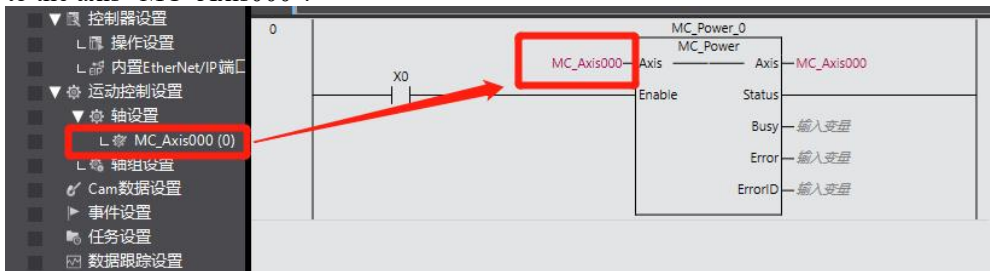 to the axis "MC Axis000".
控制器设置
操作设置
内置EtherNet/IP端口
运动控制设置
轴设置
MC_Axis000 (0)
轴组设置
Cam数据设置
事件设置
任务设置
数据跟踪设置
0
MC_Power_0
MC_Power
MC_Axis000 Axis Axis MC_Axis000
X0
Enable Status
Busy 输入变量
Error 输入变量
ErrorID 输入变量